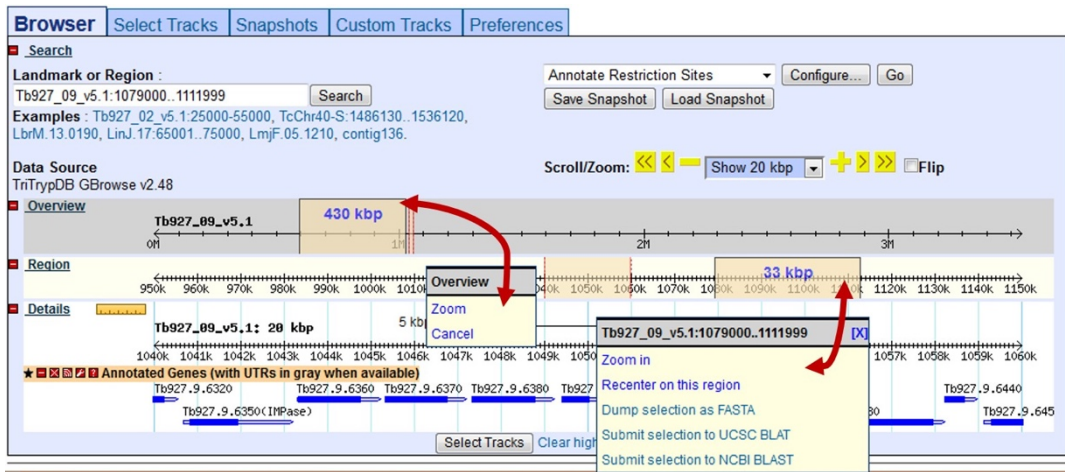 Browser Select Tracks Snapshots Custom Tracks Preferences
Search
Landmark or Region :
Tb927_09_v5.1:1079000..1111999 Search
Annotate Restriction Sites Configure... Go
Save Snapshot Load Snapshot
Examples : Tb927_02_v5.1:25000-55000, TcChr40-S:1486130..1536120,
LbrM.13.0190, LinJ.17:65001..75000, LmjF.05.1210, contig136.
Data Source
TriTrypDB GBrowse v2.48
Scroll/Zoom: << < Show 20 kbp > >> Flip
Overview
Tb927_09_v5.1
430 kbp
0M 1M 2M 3M
Region
33 kbp
950k 960k 970k 980k 990k 1000k 1010k 1050k 1060k 1070k 1080k 1090k 1100k 1110k 1120k 1130k 1140k 1150k
Overview
Zoom
Cancel
Details
Tb927_09_v5.1: 20 kbp
5 kbp
1040k 1041k 1042k 1043k 1044k 1045k 1046k 1047k 1048k 1049k 1050 1057k 1058k 1059k 1060k
Annotated Genes (with UTRs in gray when available)
Tb927.9.6320 Tb927.9.6360 Tb927.9.6370 Tb927.9.6380 Tb927 Tb927.9.6440
Tb927.9.6350(IMPase) 30 Tb927.9.645
Tb927_09_v5.1:1079000..1111999 [X]
Zoom in
Recenter on this region
Dump selection as FASTA
Submit selection to UCSC BLAT
Submit selection to NCBI BLAST
Select Tracks Clear high